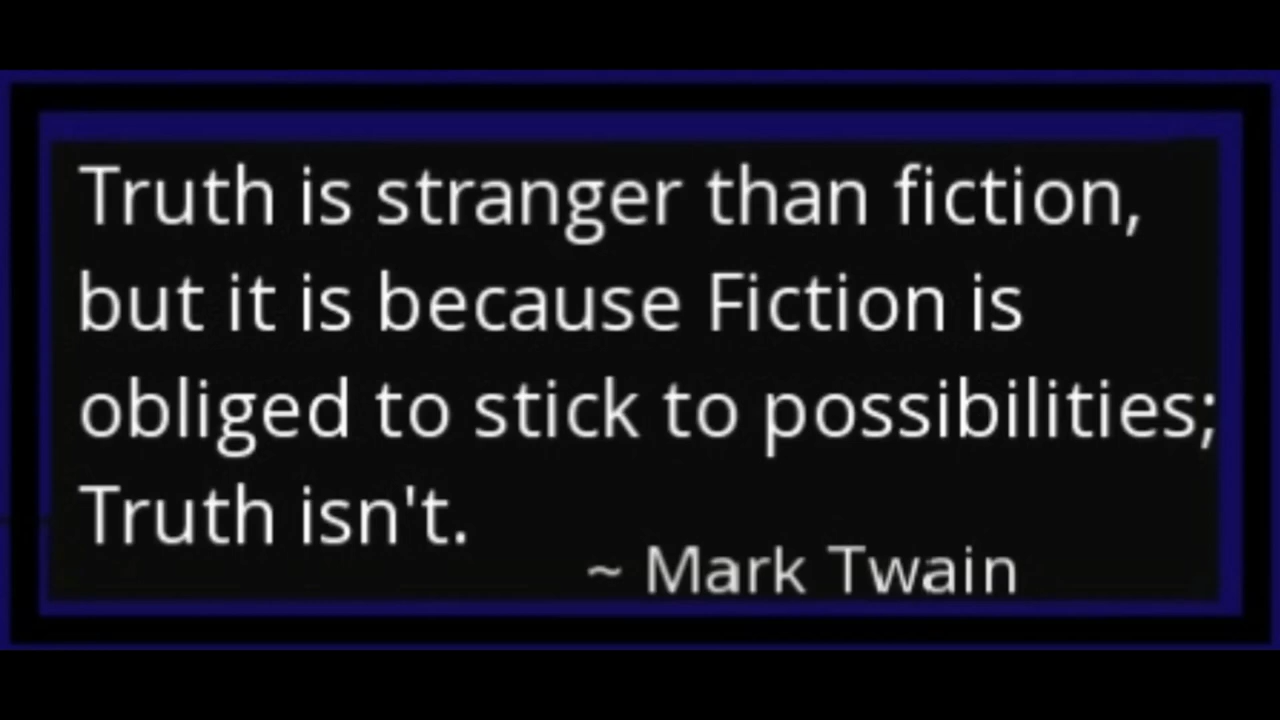 Truth is stranger than fiction,
but it is because Fiction is
obliged to stick to possibilities;
Truth isn't.
~ Mark Twain